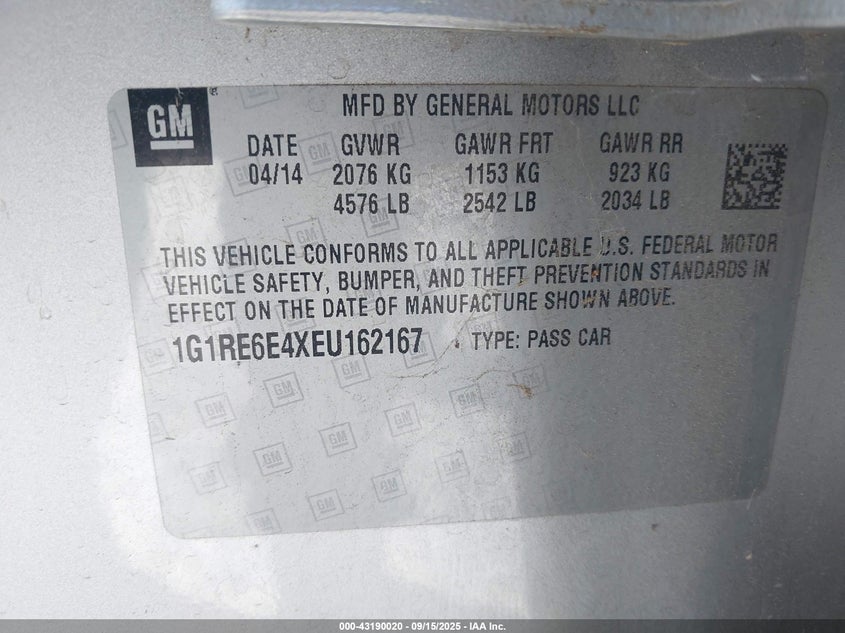 GM
MFD BY GENERAL MOTORS LLC
DATE GVWR GAWR FRT GAWR RR
04/14 2076 KG 1153 KG 923 KG
4576 LB 2542 LB 2034 LB
THIS VEHICLE CONFORMS TO ALL APPLICABLE U.S. FEDERAL MOTOR
VEHICLE SAFETY, BUMPER, AND THEFT PREVENTION STANDARDS IN
EFFECT ON THE DATE OF MANUFACTURE SHOWN ABOVE.
1G1RE6E4XEU162167 TYPE: PASS CAR
000-43190020 - 09/15/2025 - IAA Inc.